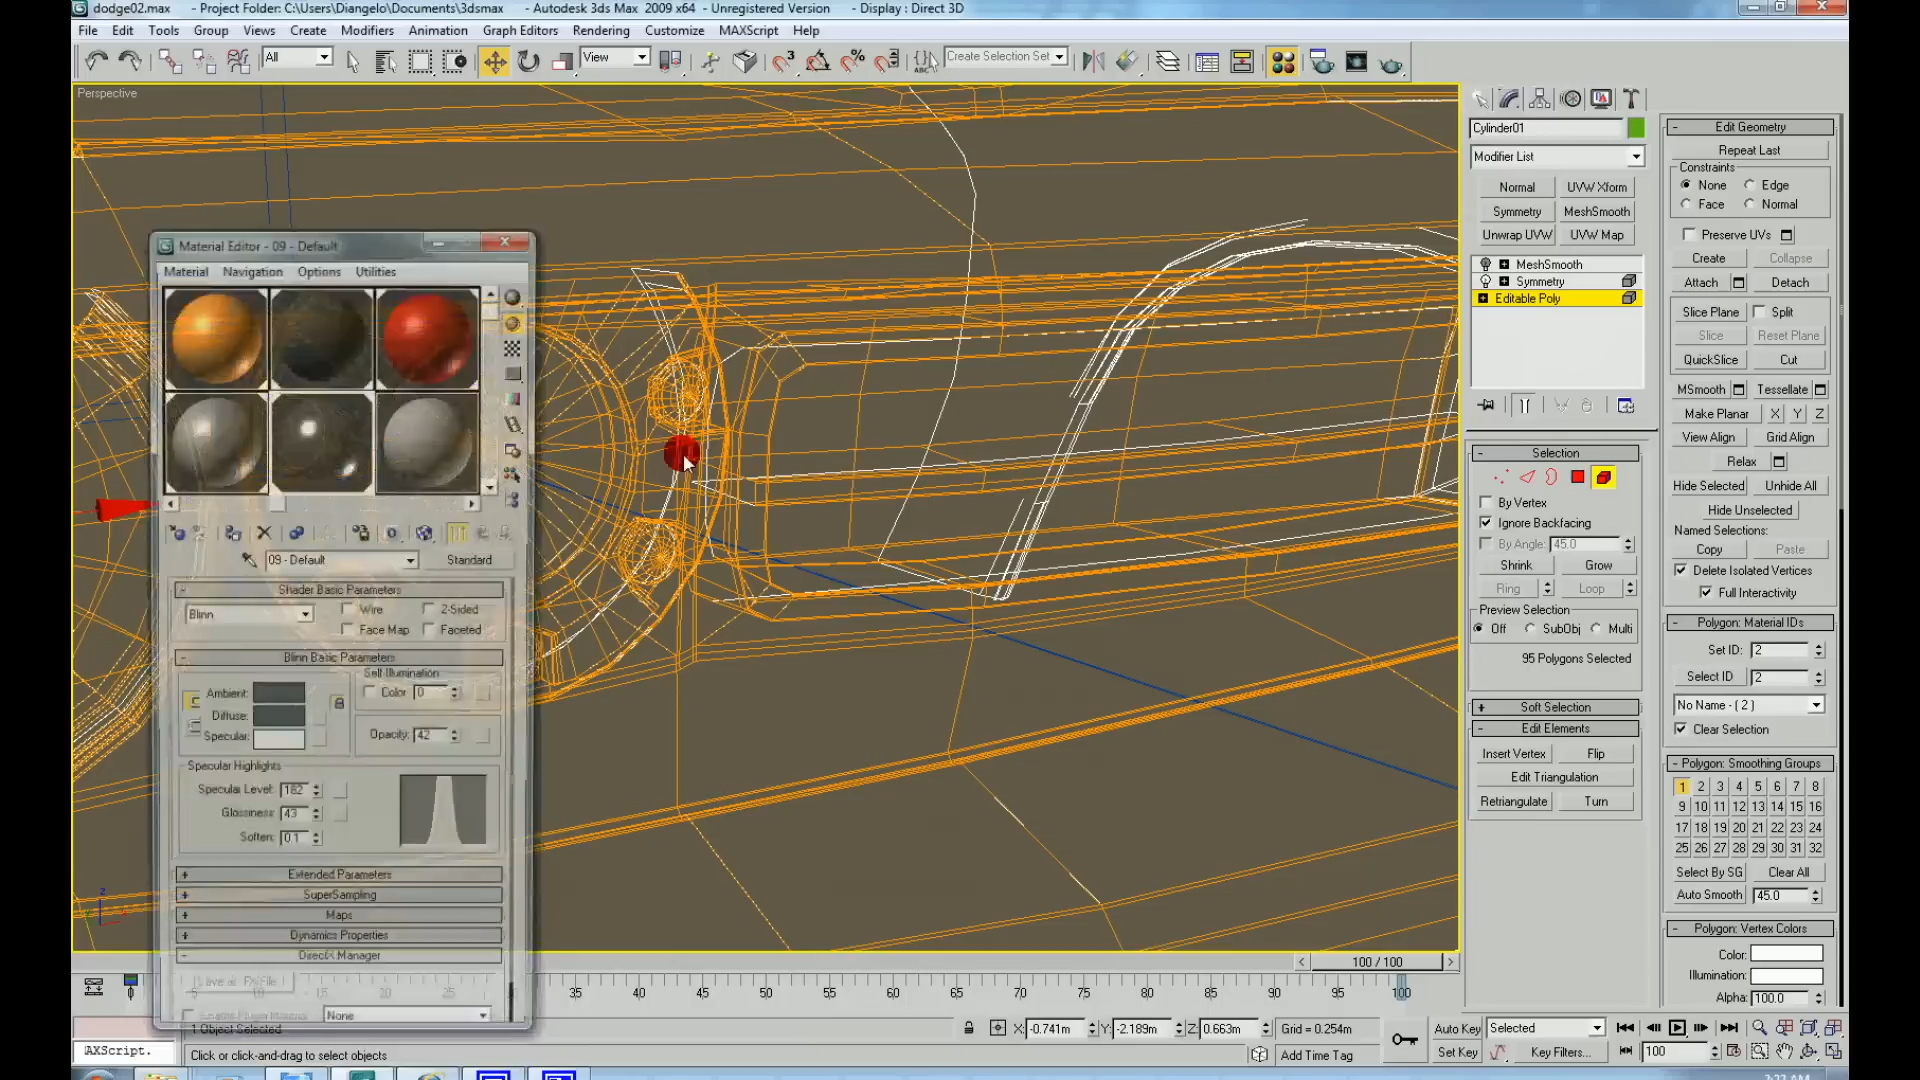 dodge02.max - Project Folder: C:\Users\Diangelo\Documents\3dsmax - Autodesk 3ds Max 2009 x64 - Unregistered Version - Display : Direct 3D
File Edit Tools Group Views Create Modifiers Animation Graph Editors Rendering Customize MAXScript Help
All View Create Selection Set
Perspective
Cylinder01
Modifier List
Normal UVW Xform
Symmetry MeshSmooth
Unwrap UVW UVW Map
MeshSmooth
Symmetry
Editable Poly
Selection
By Vertex
Ignore Backfacing
By Angle: 45.0
Shrink Grow
Ring Loop
Preview Selection
Off SubObj Multi
95 Polygons Selected
Soft Selection
Edit Elements
Insert Vertex Flip
Edit Triangulation
Retriangulate Turn
Edit Geometry
Repeat Last
Constraints
None Edge
Face Normal
Preserve UVs
Create Collapse
Attach Detach
Slice Plane Split
Slice Reset Plane
QuickSlice Cut
MSmooth Tessellate
Make Planar X Y Z
View Align Grid Align
Relax
Hide Selected Unhide All
Hide Unselected
Named Selections:
Copy Paste
Delete Isolated Vertices
Full Interactivity
Polygon: Material IDs
Set ID: 2
Select ID 2
No Name - ( 2 )
Clear Selection
Polygon: Smoothing Groups
1 2 3 4 5 6 7 8
9 10 11 12 13 14 15 16
17 18 19 20 21 22 23 24
25 26 27 28 29 30 31 32
Select By SG Clear All
Auto Smooth 45.0
Polygon: Vertex Colors
Color:
Illumination:
Alpha: 100.0
Material Editor - 09 - Default
Material Navigation Options Utilities
09 - Default Standard
Shader Basic Parameters
Blinn Wire 2-Sided
Face Map Faceted
Blinn Basic Parameters
Self-Illumination
Ambient: Color 0
Diffuse:
Specular: Opacity: 42
Specular Highlights
Specular Level: 182
Glossiness: 43
Soften: 0.1
Extended Parameters
SuperSampling
Maps
Dynamics Properties
DirectX Manager
None
100 / 100
35 40 45 50 55 60 65 70 75 80 85 90 95 100
1 Object Selected X: -0.741m Y: -2.189m Z: 0.663m Grid = 0.254m Auto Key Selected
AXScript. Click or click-and-drag to select objects Add Time Tag Set Key Key Filters... 100